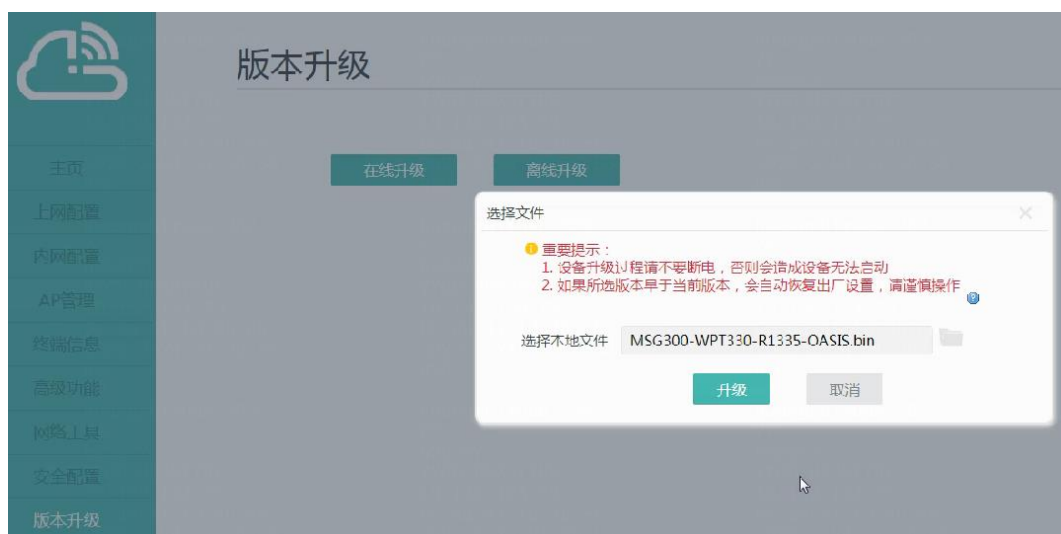 版本升级
在线升级
离线升级
主页
上网配置
内网配置
AP管理
终端信息
高级功能
网络工具
安全配置
版本升级
选择文件
重要提示：
1. 设备升级过程请不要断电，否则会造成设备无法启动
2. 如果所选版本早于当前版本，会自动恢复出厂设置，请谨慎操作
选择本地文件 MSG300-WPT330-R1335-OASIS.bin
升级
取消